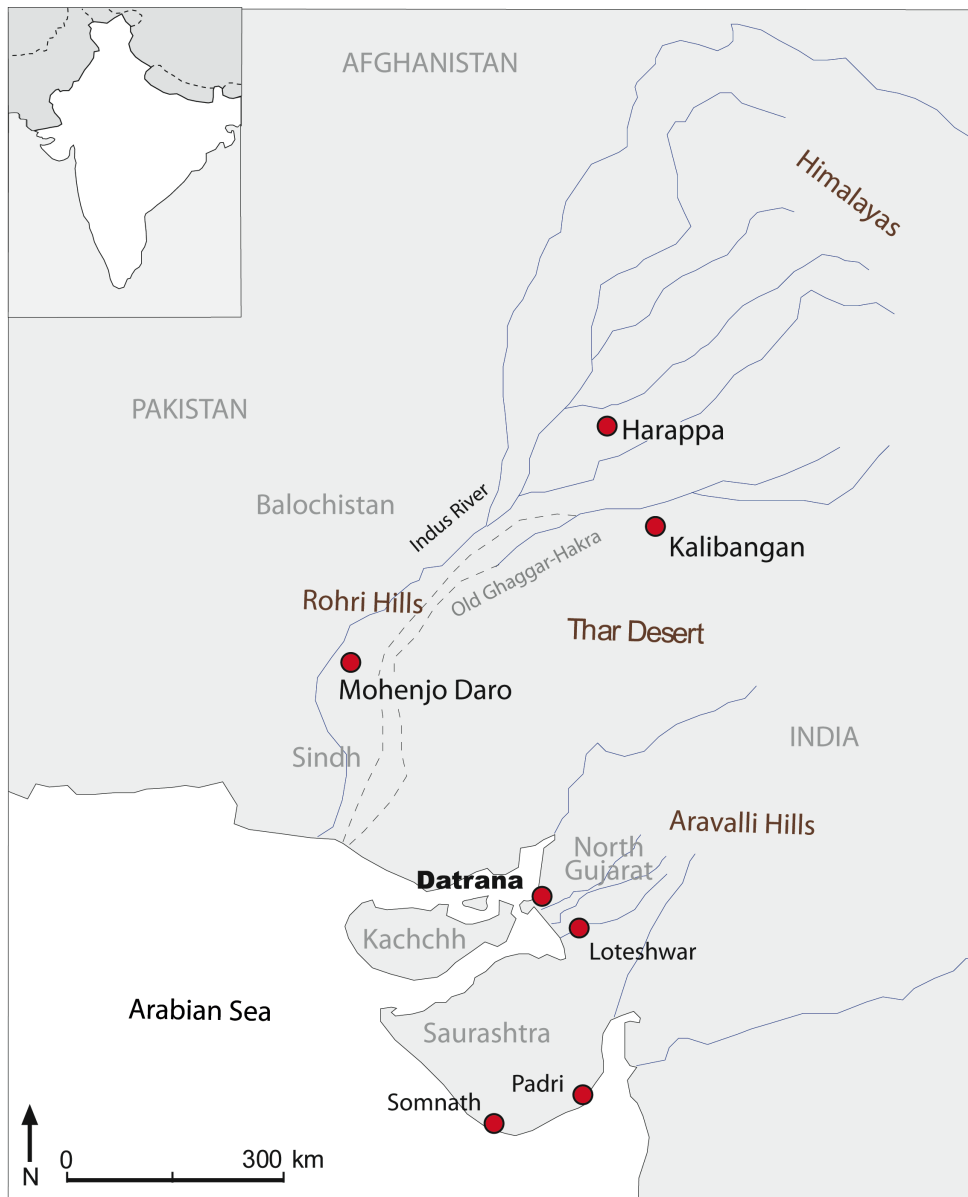 AFGHANISTAN
Himalayas
PAKISTAN
Harappa
Balochistan
Indus River
Kalibangan
Old Ghaggar-Hakra
Rohri Hills
Thar Desert
Mohenjo Daro
INDIA
Sindh
Aravalli Hills
North
Gujarat
Datrana
Kachchh
Loteshwar
Arabian Sea
Saurashtra
Padri
Somnath
N
0
300 km